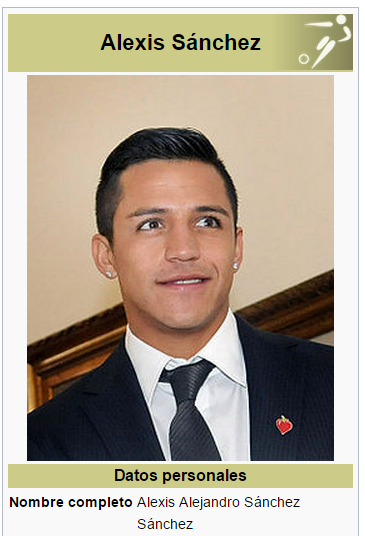 Alexis Sánchez
Datos personales
Nombre completo Alexis Alejandro Sánchez
Sánchez